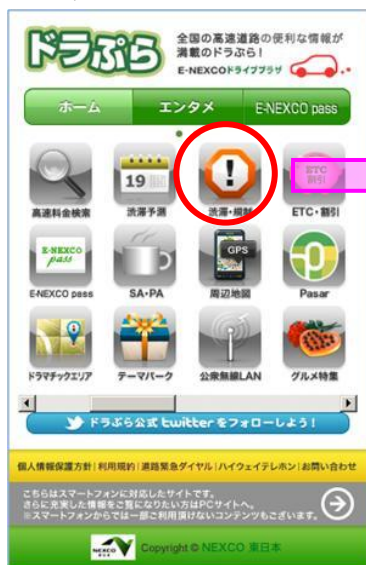 ドラぷら
全国の高速道路の便利な情報が
満載のドラぷら!
E-NEXCOドライブプラザ
ホーム エンタメ E-NEXCO pass
19
!
ETC
割引
高速料金検索 渋滞予測 渋滞・規制 ETC・割引
E-NEXCO
pass
GPS
P
E-NEXCO pass SA・PA 周辺地図 Pasar
ドラマチックエリア テーマパーク 公衆無線LAN グルメ特集
ドラぷら公式 twitter をフォローしよう!
個人情報保護方針 | 利用規約 | 道路緊急ダイヤル | ハイウェイテレホン | お問い合わせ
こちらはスマートフォンに対応したサイトです。
さらに充実した情報をご覧になりたい方はPCサイトへ。
※スマートフォンからでは一部ご利用頂けないコンテンツもございます。
NEXCO
Copyright © NEXCO 東日本